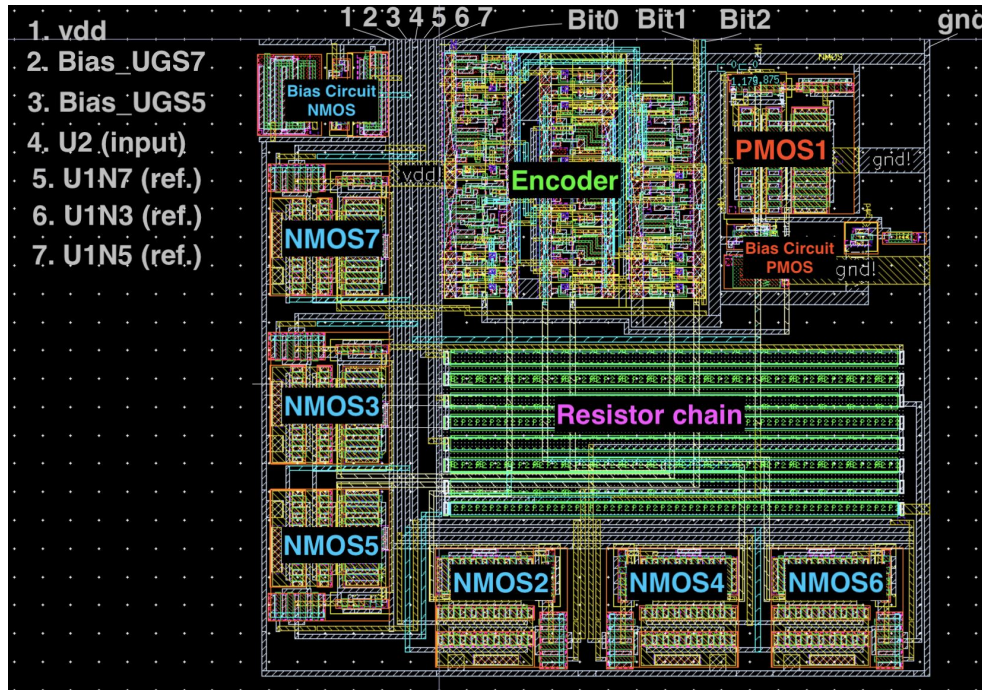 1 2 3 4 5 6 7 Bit0 Bit1 Bit2 gnd
1. vdd
2. Bias_UGS7
3. Bias_UGS5
4. U2 (input)
5. U1N7 (ref.)
6. U1N3 (ref.)
7. U1N5 (ref.)
Bias Circuit
NMOS
NMOS
PMOS1
gnd!
vdd!
Encoder
NMOS7
Bias Circuit
PMOS
gnd!
NMOS3
Resistor chain
NMOS5
NMOS2
NMOS4
NMOS6